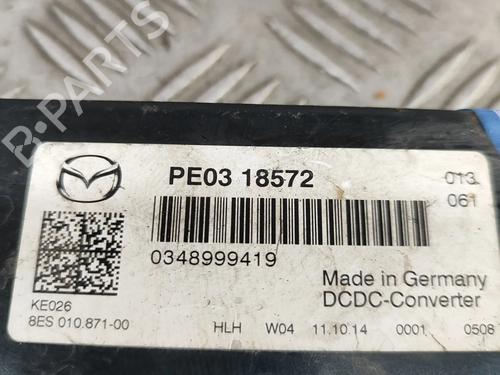 B-PARTS
PE03 18572
013
061
0348999419
Made in Germany
DCDC-Converter
KE026
8ES 010.871-00
HLH W04 11.10.14 0001 0508